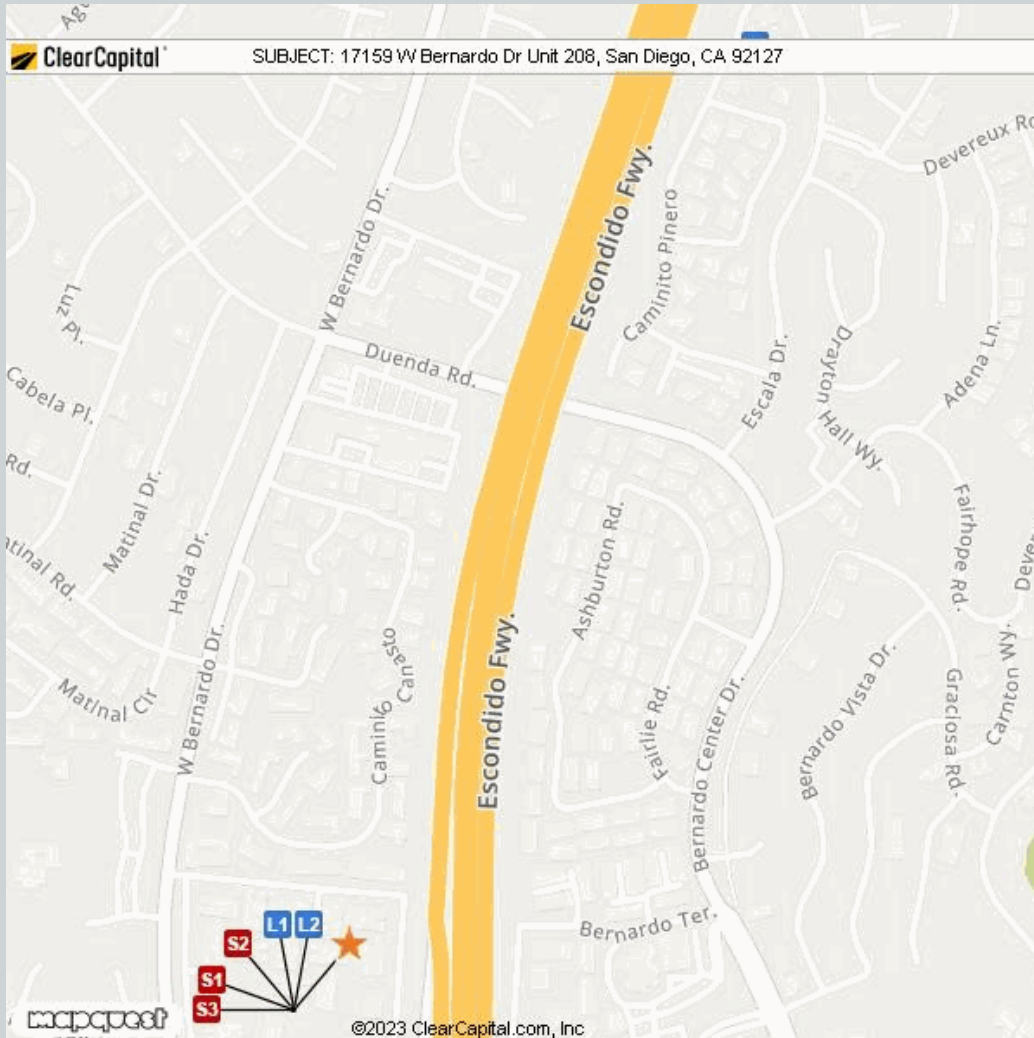 ClearCapital
SUBJECT: 17159 W Bernardo Dr Unit 208, San Diego, CA 92127
Devereux
W Bernardo Dr.
Escondido Fwy.
Caminito Pinero
Luz Pl.
Duenda Rd.
Escala Dr.
Drayton Hall Wy.
Adena Ln.
Cabela Pl.
Rd.
Matinal Dr.
Hada Dr.
Ashburton Rd.
Fairhope Rd.
Rd.
Matinal Cir
W Bernardo Dr.
Caminito Canasto
Escondido Fwy.
Fairlie Rd.
Bernardo Center Dr.
Bernardo Vista Dr.
Graciosa Rd.
Carnton Wy.
Bernardo Ter.
L1
L2
S2
S1
S3
mapquest
©2023 ClearCapital.com, Inc